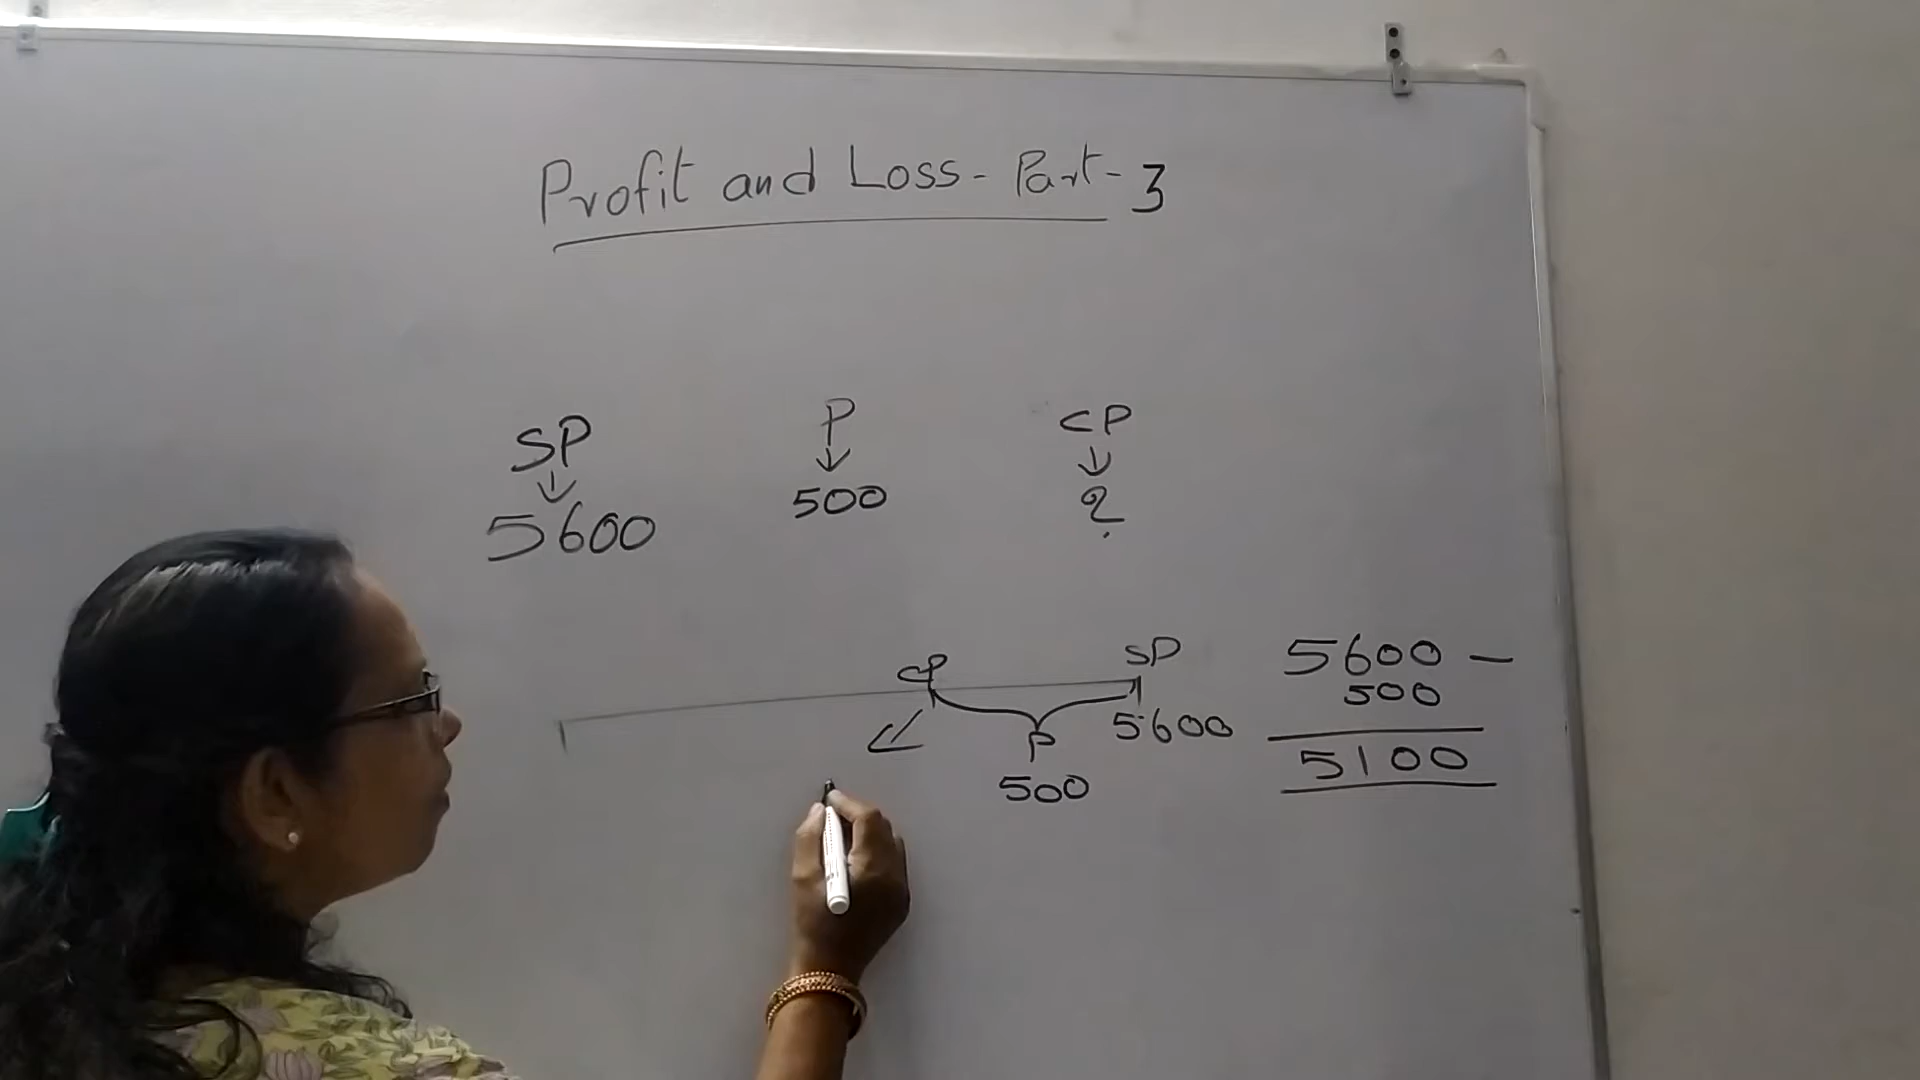 Profit and Loss - Part - 3
SP P CP
↓ ↓ ↓
5600 500 ?
CP SP
5600
P
500
5600 -
500
5100